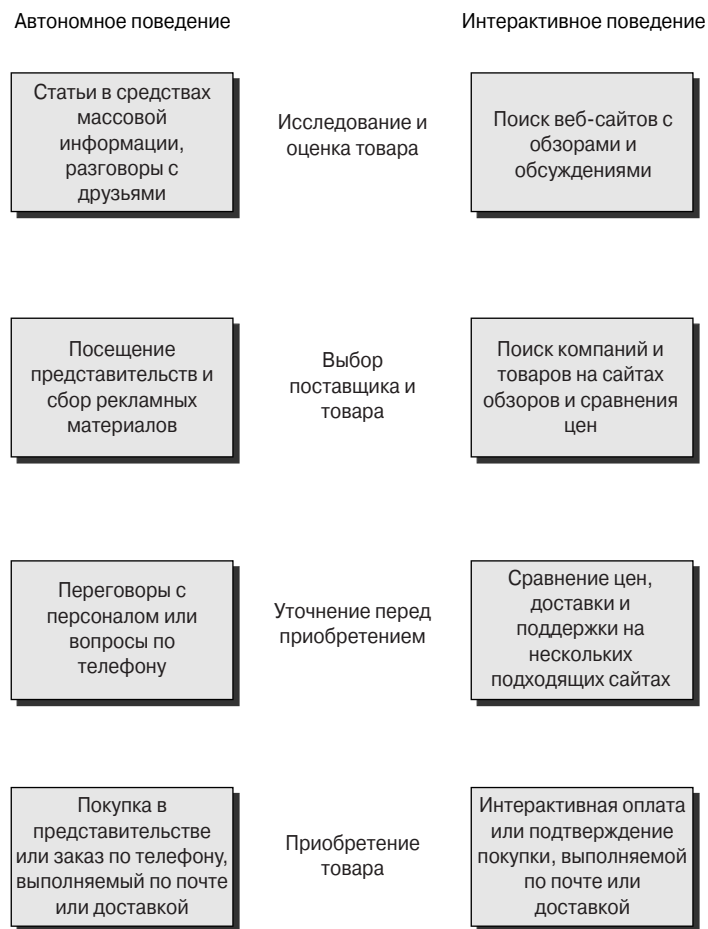 Автономное поведение
Интерактивное поведение
Статьи в средствах
массовой
информации,
разговоры с
друзьями
Исследование и
оценка товара
Поиск веб-сайтов с
обзорами и
обсуждениями
Посещение
представительств и
сбор рекламных
материалов
Выбор
поставщика и
товара
Поиск компаний и
товаров на сайтах
обзоров и сравнения
цен
Переговоры с
персоналом или
вопросы по
телефону
Уточнение перед
приобретением
Сравнение цен,
доставки и
поддержки на
нескольких
подходящих сайтах
Покупка в
представительстве
или заказ по телефону,
выполняемый по почте
или доставкой
Приобретение
товара
Интерактивная оплата
или подтверждение
покупки, выполняемой
по почте или
доставкой